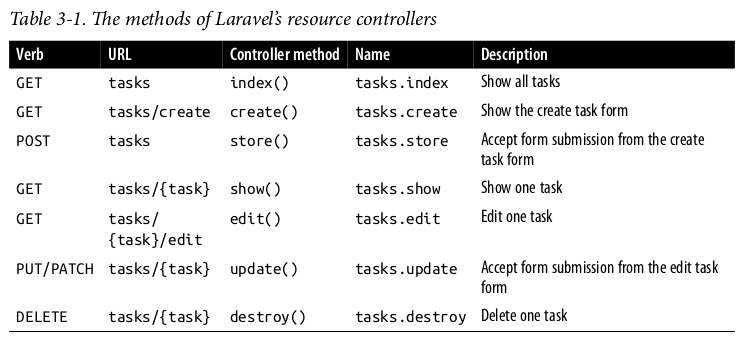 Table 3-1. The methods of Laravel’s resource controllers
Verb URL Controller method Name Description
GET tasks index() tasks.index Show all tasks
GET tasks/create create() tasks.create Show the create task form
POST tasks store() tasks.store Accept form submission from the create
task form
GET tasks/{task} show() tasks.show Show one task
GET tasks/ edit() tasks.edit Edit one task
{task}/edit
PUT/PATCH tasks/{task} update() tasks.update Accept form submission from the edit task
form
DELETE tasks/{task} destroy() tasks.destroy Delete one task